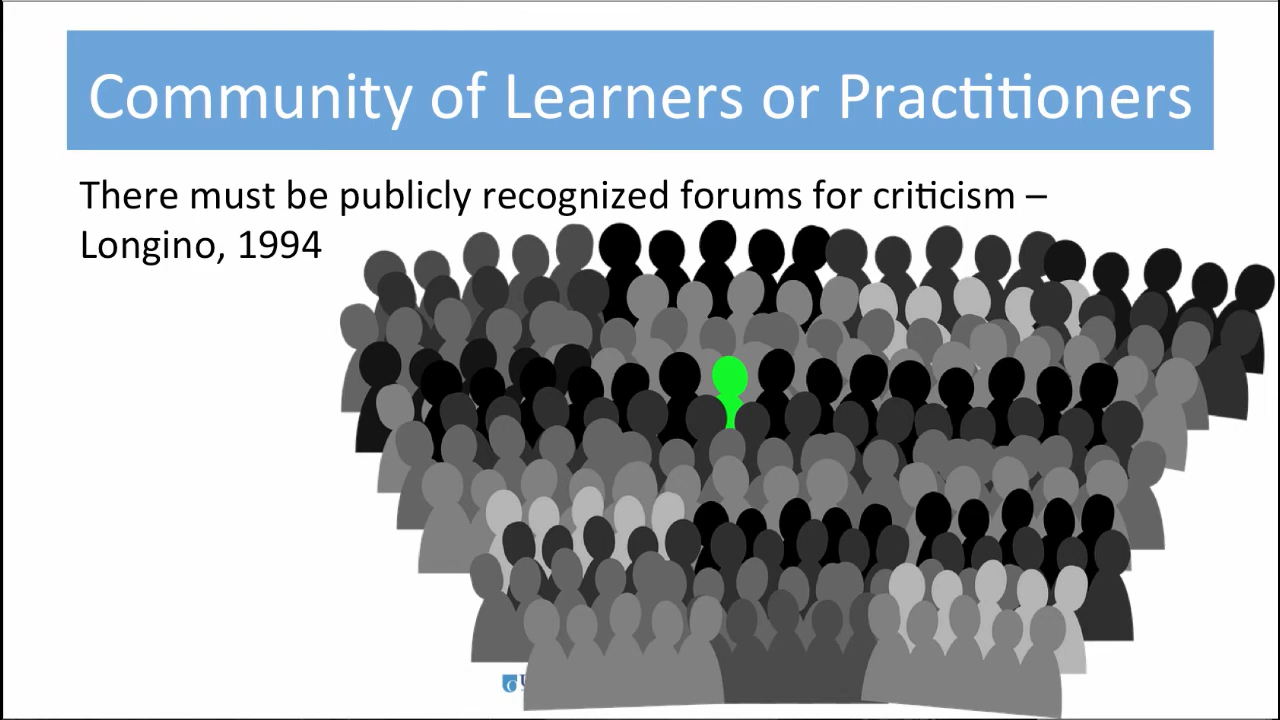 Community of Learners or Practitioners
There must be publicly recognized forums for criticism –
Longino, 1994